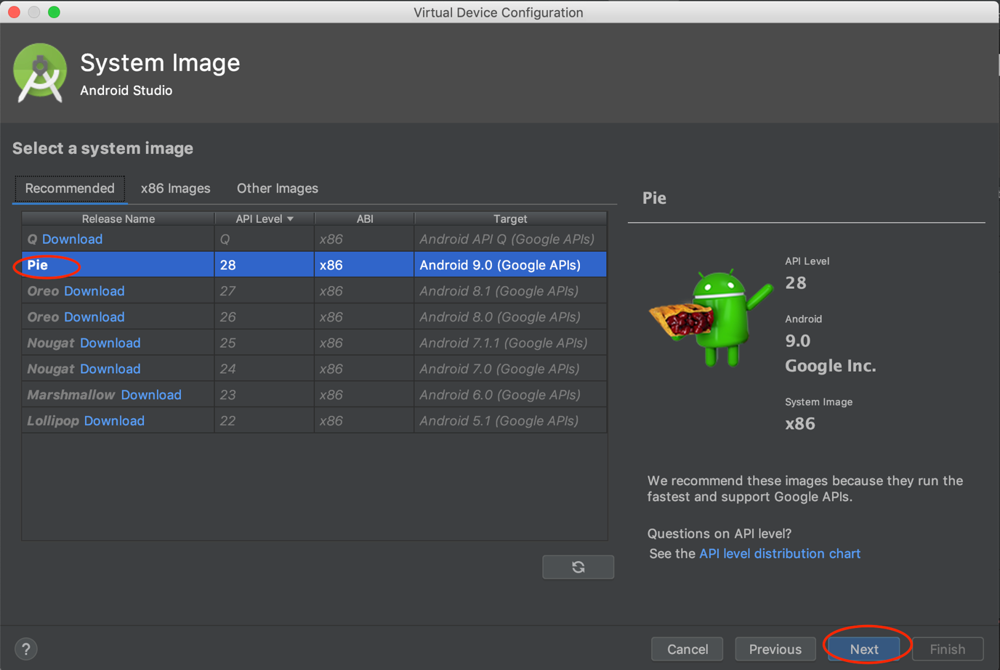 Virtual Device Configuration
System Image
Android Studio
Select a system image
Recommended x86 Images Other Images
Release Name API Level ABI Target
Q Download Q x86 Android API Q (Google APIs)
Pie 28 x86 Android 9.0 (Google APIs)
Oreo Download 27 x86 Android 8.1 (Google APIs)
Oreo Download 26 x86 Android 8.0 (Google APIs)
Nougat Download 25 x86 Android 7.1.1 (Google APIs)
Nougat Download 24 x86 Android 7.0 (Google APIs)
Marshmallow Download 23 x86 Android 6.0 (Google APIs)
Lollipop Download 22 x86 Android 5.1 (Google APIs)
Pie
API Level
28
Android
9.0
Google Inc.
System Image
x86
We recommend these images because they run the
fastest and support Google APIs.
Questions on API level?
See the API level distribution chart
? Cancel Previous Next Finish